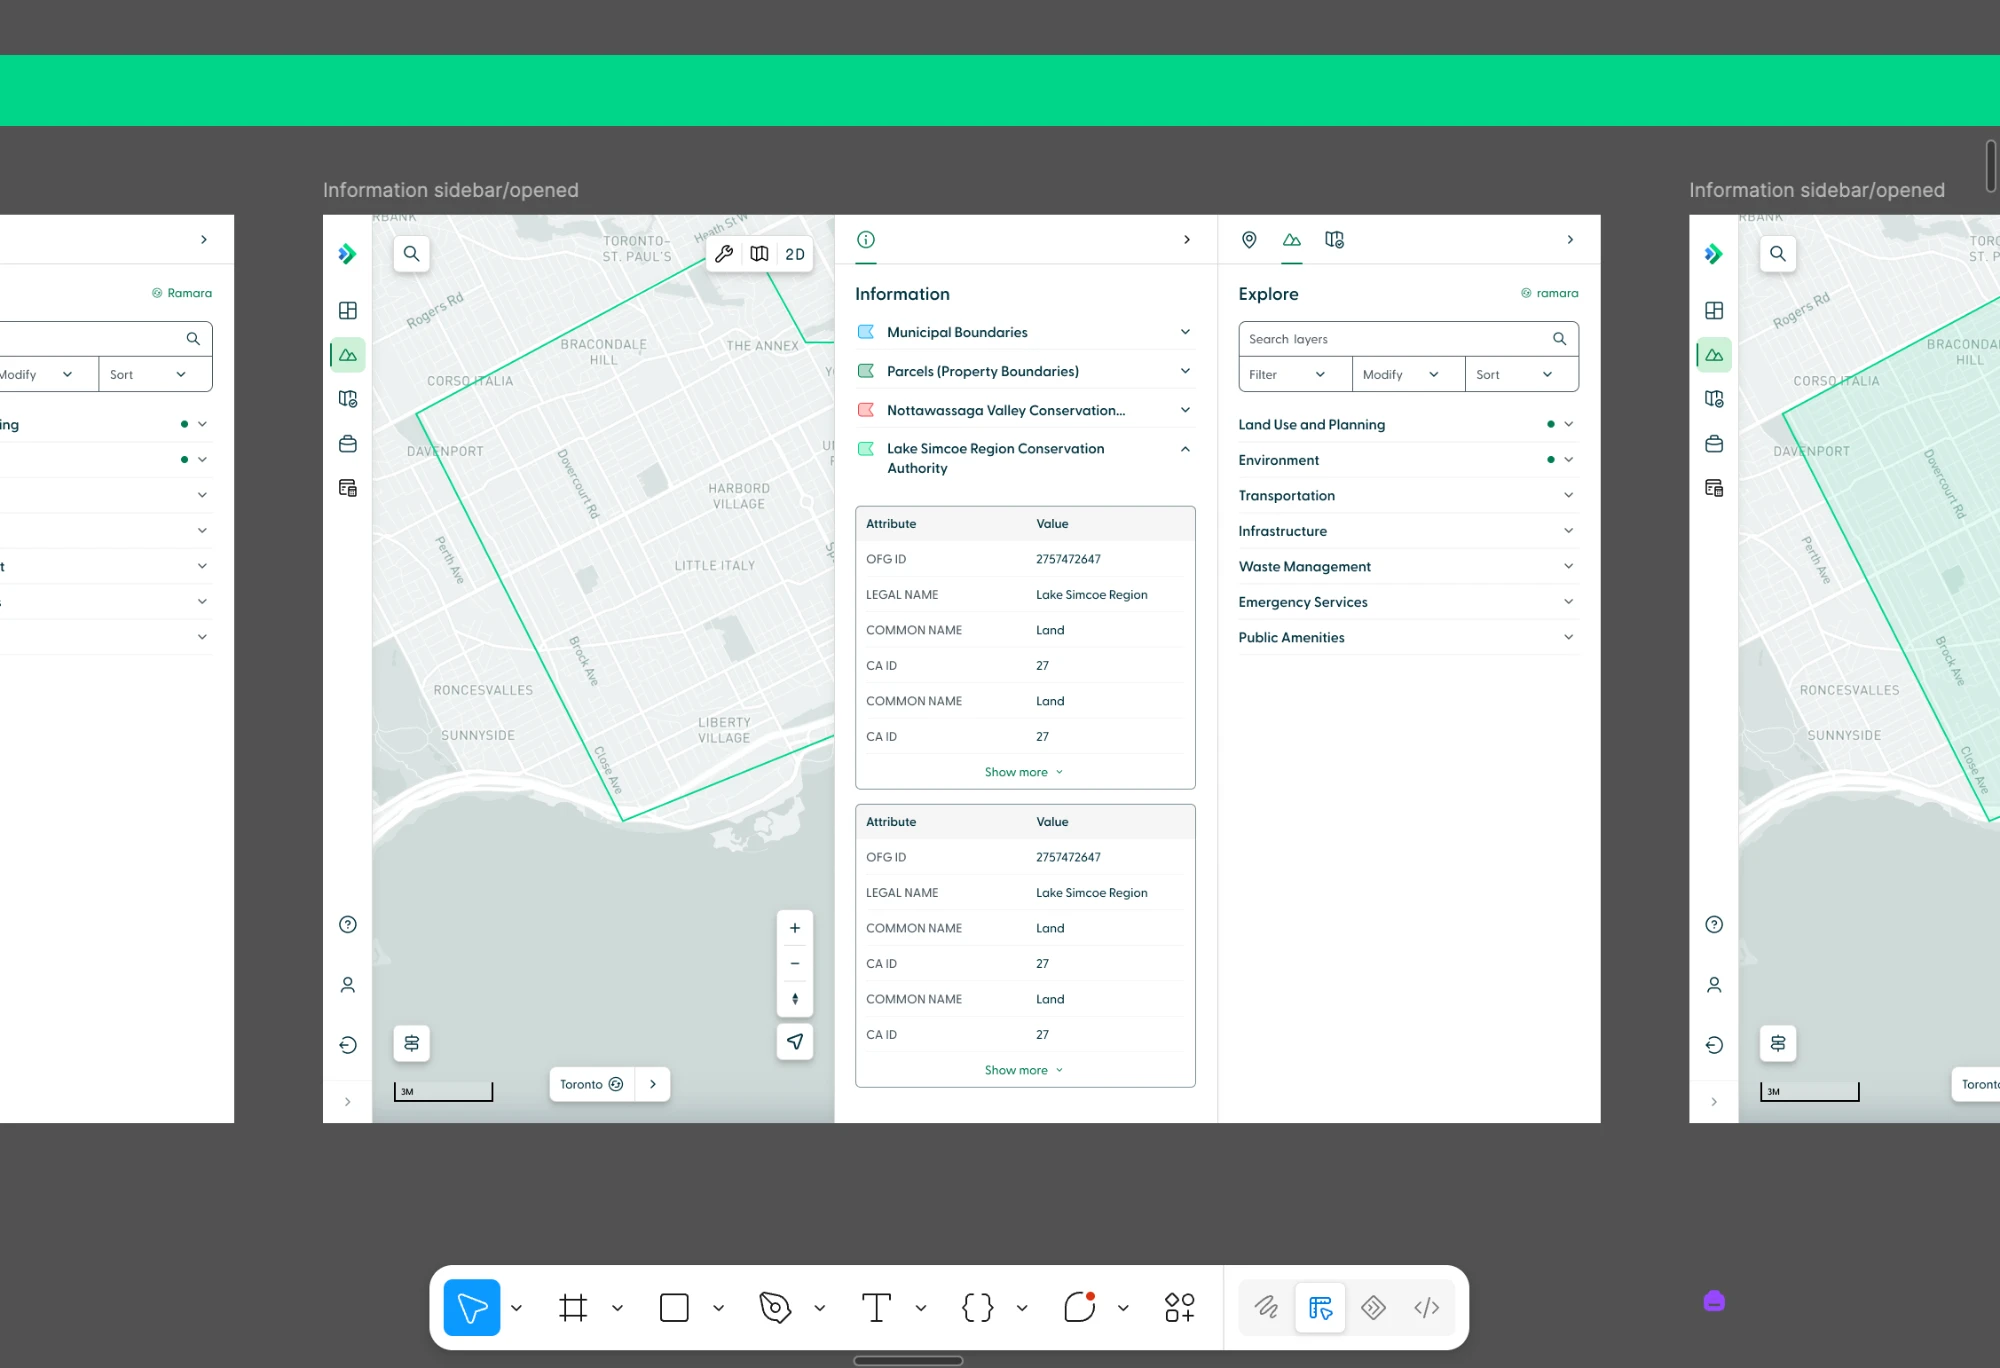 Information sidebar/opened
Information sidebar/opened
Ramara
Modify
Sort
RBANK
TORONTO-
ST. PAUL'S
Heath St W
2D
Rogers Rd
BRACONDALE
HILL
THE ANNEX
CORSO ITALIA
DAVENPORT
Dovercourt Rd
HARBORD
VILLAGE
Perth Ave
LITTLE ITALY
Brock Ave
RONCESVALLES
LIBERTY
VILLAGE
SUNNYSIDE
Close Ave
3M
Toronto
Information
Municipal Boundaries
Parcels (Property Boundaries)
Nottawassaga Valley Conservation...
Lake Simcoe Region Conservation
Authority
Attribute Value
OFG ID 2757472647
LEGAL NAME Lake Simcoe Region
COMMON NAME Land
CA ID 27
COMMON NAME Land
CA ID 27
Show more
Attribute Value
OFG ID 2757472647
LEGAL NAME Lake Simcoe Region
COMMON NAME Land
CA ID 27
COMMON NAME Land
CA ID 27
Show more
Explore
ramara
Search layers
Filter Modify Sort
Land Use and Planning
Environment
Transportation
Infrastructure
Waste Management
Emergency Services
Public Amenities
RBANK
Rogers Rd
HILL
CORSO ITALIA
DAVENPORT
Dovercourt Rd
Perth Ave
Brock Ave
RONCESVALLES
SUNNYSIDE
Close Ave
3M